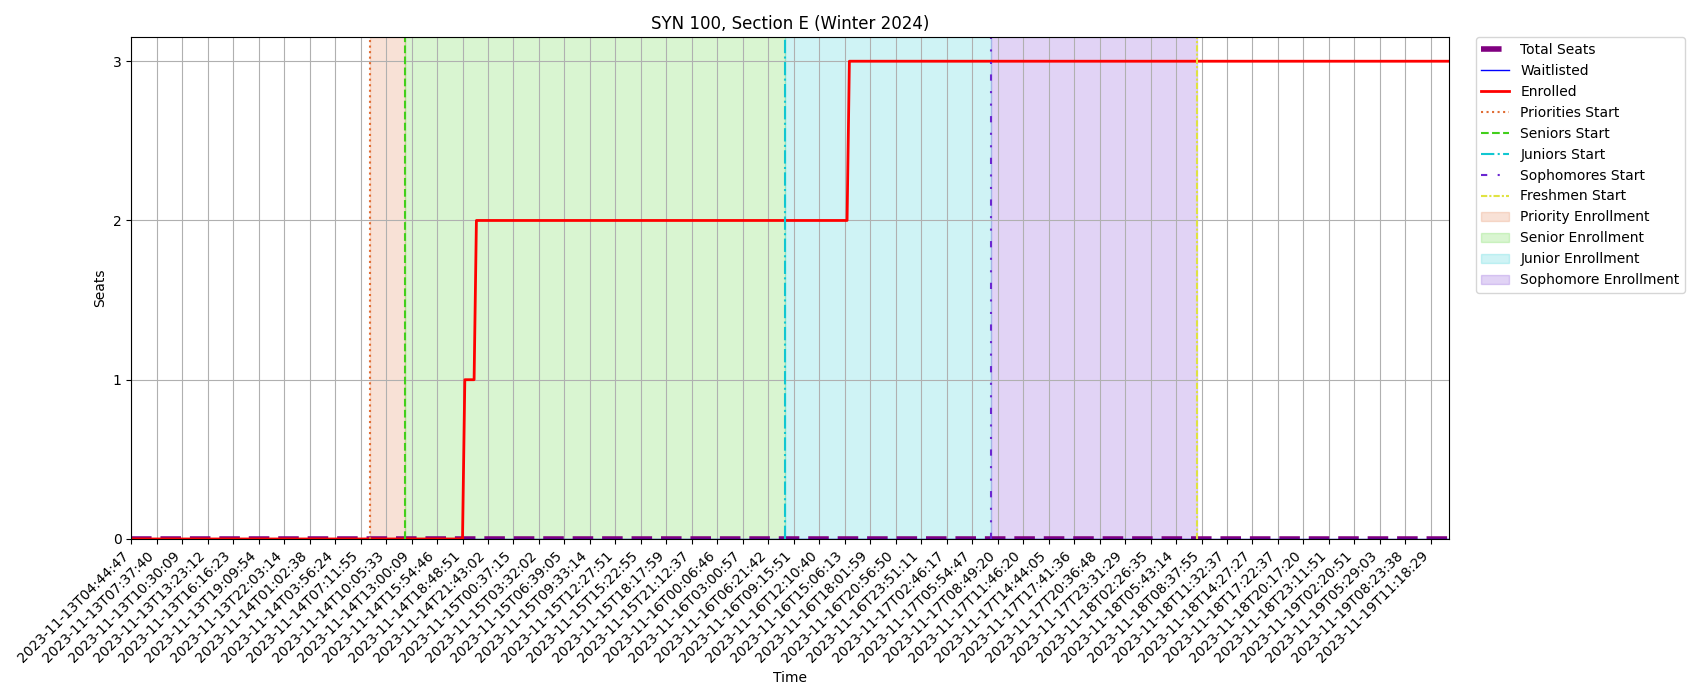 SYN 100, Section E (Winter 2024)
Seats
3
2
1
0
2023-11-13T04:44:47
2023-11-13T07:37:40
2023-11-13T10:30:09
2023-11-13T13:23:12
2023-11-13T16:16:23
2023-11-13T19:09:54
2023-11-13T22:03:14
2023-11-14T01:02:38
2023-11-14T03:56:24
2023-11-14T07:11:55
2023-11-14T10:05:33
2023-11-14T13:00:09
2023-11-14T15:54:46
2023-11-14T18:48:51
2023-11-14T21:43:02
2023-11-15T00:37:15
2023-11-15T03:32:02
2023-11-15T06:39:05
2023-11-15T09:33:14
2023-11-15T12:27:51
2023-11-15T15:22:55
2023-11-15T18:17:59
2023-11-15T21:12:37
2023-11-16T00:06:46
2023-11-16T03:00:57
2023-11-16T06:21:42
2023-11-16T09:15:51
2023-11-16T12:10:40
2023-11-16T15:06:13
2023-11-16T18:01:59
2023-11-16T20:56:50
2023-11-16T23:51:11
2023-11-17T02:46:17
2023-11-17T05:54:47
2023-11-17T08:49:20
2023-11-17T11:46:20
2023-11-17T14:44:05
2023-11-17T17:41:36
2023-11-17T20:36:48
2023-11-17T23:31:29
2023-11-18T02:26:35
2023-11-18T05:43:14
2023-11-18T08:37:55
2023-11-18T11:32:37
2023-11-18T14:27:27
2023-11-18T17:22:37
2023-11-18T20:17:20
2023-11-18T23:11:51
2023-11-19T02:20:51
2023-11-19T05:29:03
2023-11-19T08:23:38
2023-11-19T11:18:29
Time
Total Seats
Waitlisted
Enrolled
Priorities Start
Seniors Start
Juniors Start
Sophomores Start
Freshmen Start
Priority Enrollment
Senior Enrollment
Junior Enrollment
Sophomore Enrollment